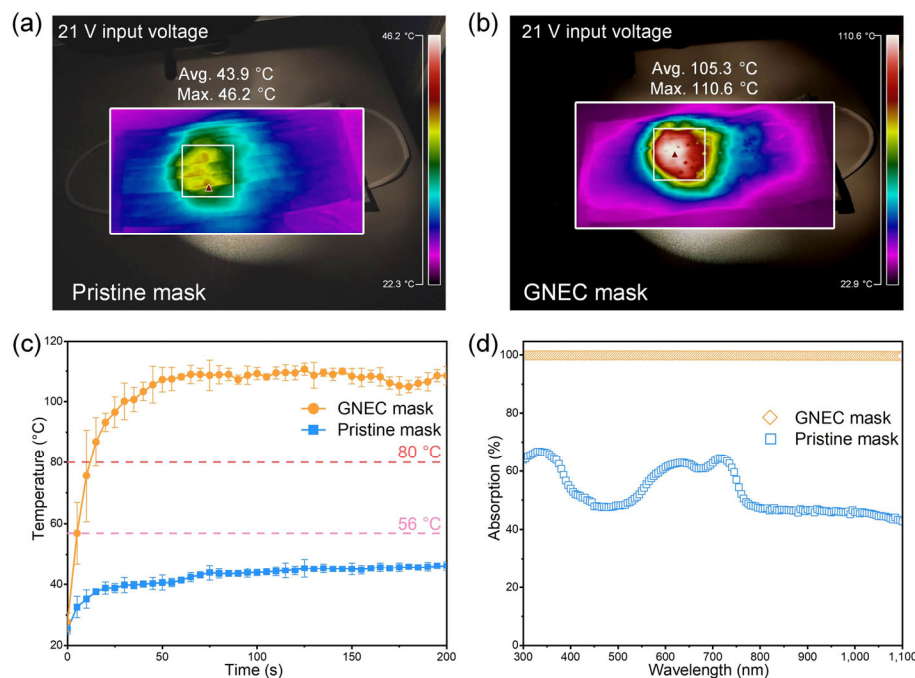 (a)
21 V input voltage
46.2 °C
Avg. 43.9 °C
Max. 46.2 °C
22.3 °C
Pristine mask
(b)
21 V input voltage
110.6 °C
Avg. 105.3 °C
Max. 110.6 °C
22.9 °C
GNEC mask
(c)
120
100
80
60
40
20
Temperature (°C)
GNEC mask
Pristine mask
80 °C
56 °C
0
50
100
150
200
Time (s)
(d)
100
80
60
40
20
0
Absorption (%)
GNEC mask
Pristine mask
300
400
500
600
700
800
900
1,000
1,100
Wavelength (nm)